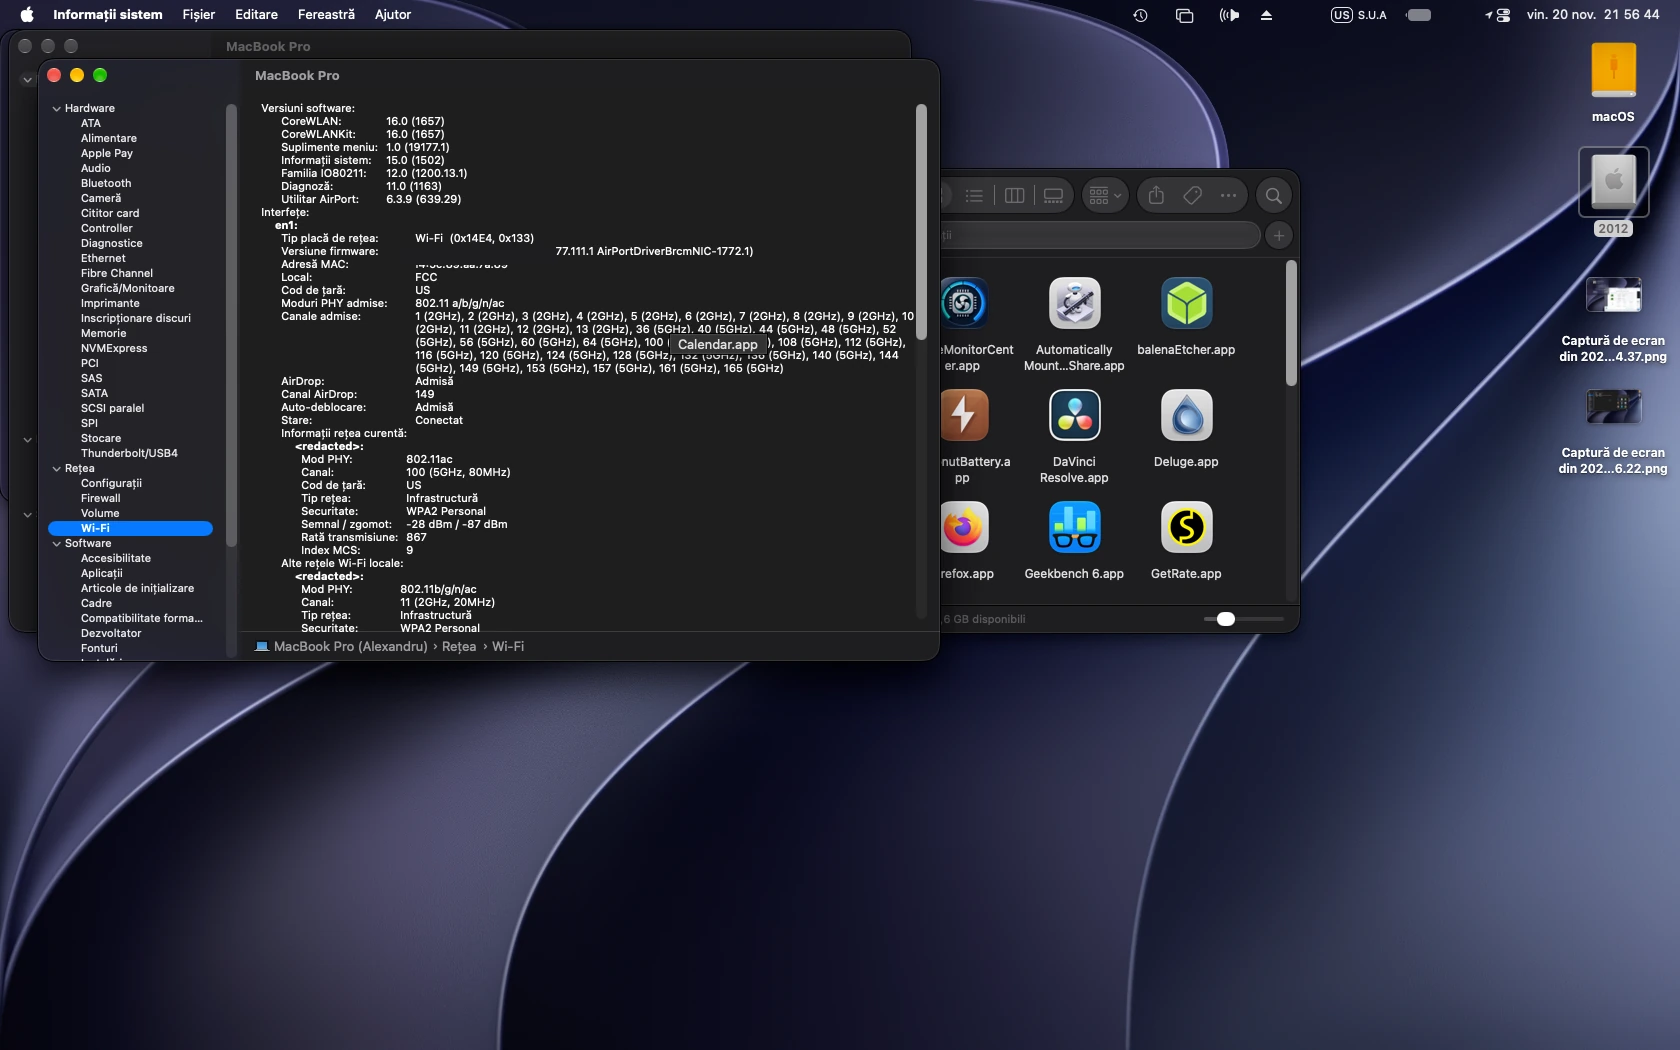 Informații sistem Fișier Editare Fereastră Ajutor
US S.U.A vin. 20 nov. 21 56 44
MacBook Pro
MacBook Pro
Hardware
ATA
Alimentare
Apple Pay
Audio
Bluetooth
Cameră
Cititor card
Controller
Diagnostice
Ethernet
Fibre Channel
Grafică/Monitoare
Imprimante
Inscripționare discuri
Memorie
NVMExpress
PCI
SAS
SATA
SCSI paralel
SPI
Stocare
Thunderbolt/USB4
Rețea
Configurații
Firewall
Volume
Wi-Fi
Software
Accesibilitate
Aplicații
Articole de inițializare
Cadre
Compatibilitate forma...
Dezvoltator
Fonturi
Versiuni software:
CoreWLAN: 16.0 (1657)
CoreWLANKit: 16.0 (1657)
Suplimente meniu: 1.0 (19177.1)
Informații sistem: 15.0 (1502)
Familia IO80211: 12.0 (1200.13.1)
Diagnoză: 11.0 (1163)
Utilitar AirPort: 6.3.9 (639.29)
Interfețe:
en1:
Tip placă de rețea: Wi-Fi (0x14E4, 0x133)
Versiune firmware: 77.111.1 AirPortDriverBrcmNIC-1772.1)
Adresă MAC:
Local: FCC
Cod de țară: US
Moduri PHY admise: 802.11 a/b/g/n/ac
Canale admise: 1 (2GHz), 2 (2GHz), 3 (2GHz), 4 (2GHz), 5 (2GHz), 6 (2GHz), 7 (2GHz), 8 (2GHz), 9 (2GHz), 10
(2GHz), 11 (2GHz), 12 (2GHz), 13 (2GHz), 36 (5GHz), 40 (5GHz), 44 (5GHz), 48 (5GHz), 52
(5GHz), 56 (5GHz), 60 (5GHz), 64 (5GHz), 100 ), 108 (5GHz), 112 (5GHz),
Calendar.app
116 (5GHz), 120 (5GHz), 124 (5GHz), 128 (5GHz), 132 (5GHz), 136 (5GHz), 140 (5GHz), 144
(5GHz), 149 (5GHz), 153 (5GHz), 157 (5GHz), 161 (5GHz), 165 (5GHz)
AirDrop: Admisă
Canal AirDrop: 149
Auto-deblocare: Admisă
Stare: Conectat
Informații rețea curentă:
<redacted>:
Mod PHY: 802.11ac
Canal: 100 (5GHz, 80MHz)
Cod de țară: US
Tip rețea: Infrastructură
Securitate: WPA2 Personal
Semnal / zgomot: -28 dBm / -87 dBm
Rată transmisiune: 867
Index MCS: 9
Alte rețele Wi-Fi locale:
<redacted>:
Mod PHY: 802.11b/g/n/ac
Canal: 11 (2GHz, 20MHz)
Tip rețea: Infrastructură
Securitate: WPA2 Personal
MacBook Pro (Alexandru) › Rețea › Wi-Fi
ții
eMonitorCent
er.app
Automatically
Mount...Share.app
balenaEtcher.app
nutBattery.a
pp
DaVinci
Resolve.app
Deluge.app
refox.app
Geekbench 6.app
GetRate.app
,6 GB disponibili
macOS
2012
Captură de ecran
din 202...4.37.png
Captură de ecran
din 202...6.22.png